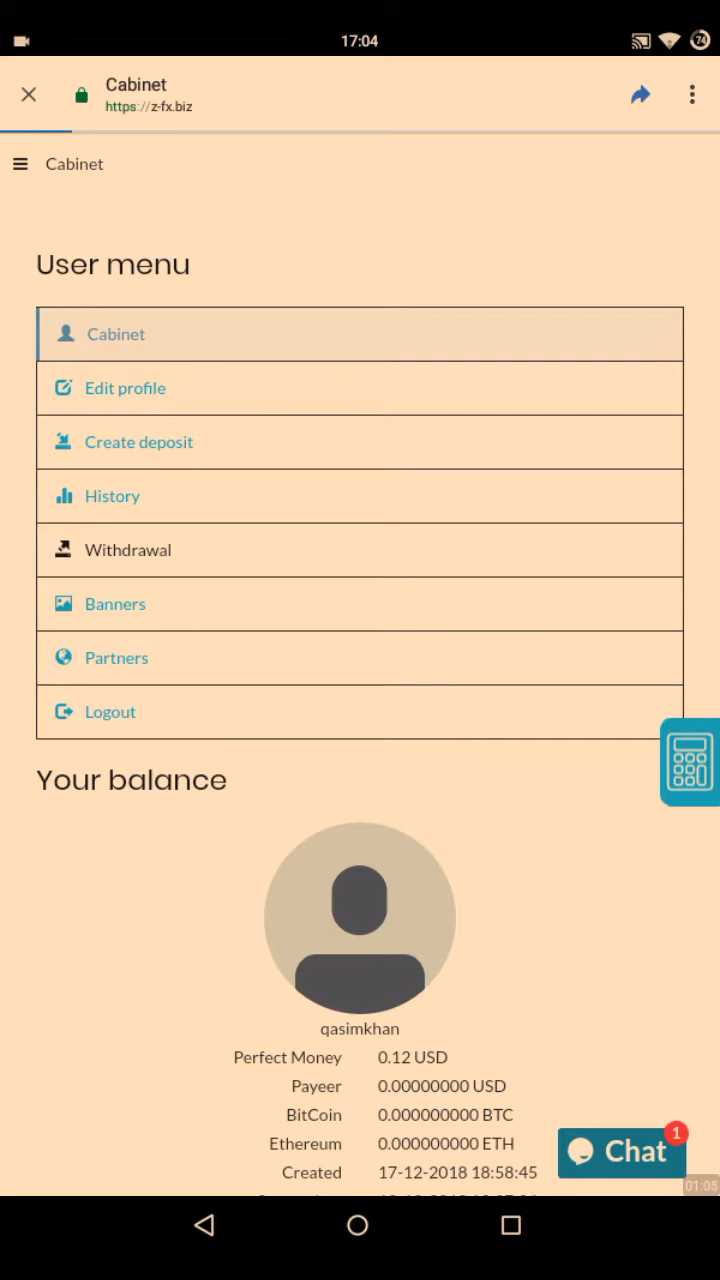 17:04
74
Cabinet
https://z-fx.biz
Cabinet
User menu
Cabinet
Edit profile
Create deposit
History
Withdrawal
Banners
Partners
Logout
Your balance
qasimkhan
Perfect Money 0.12 USD
Payeer 0.00000000 USD
BitCoin 0.000000000 BTC
Ethereum 0.000000000 ETH
Created 17-12-2018 18:58:45
Chat 1
01:05